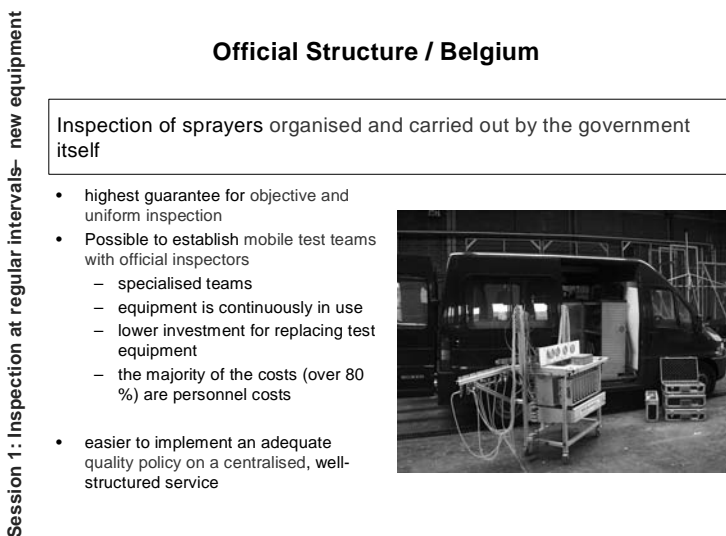 Session 1: Inspection at regular intervals– new equipment
Official Structure / Belgium
Inspection of sprayers organised and carried out by the government
itself
• highest guarantee for objective and
uniform inspection
• Possible to establish mobile test teams
with official inspectors
– specialised teams
– equipment is continuously in use
– lower investment for replacing test
equipment
– the majority of the costs (over 80
%) are personnel costs
• easier to implement an adequate
quality policy on a centralised, well-
structured service